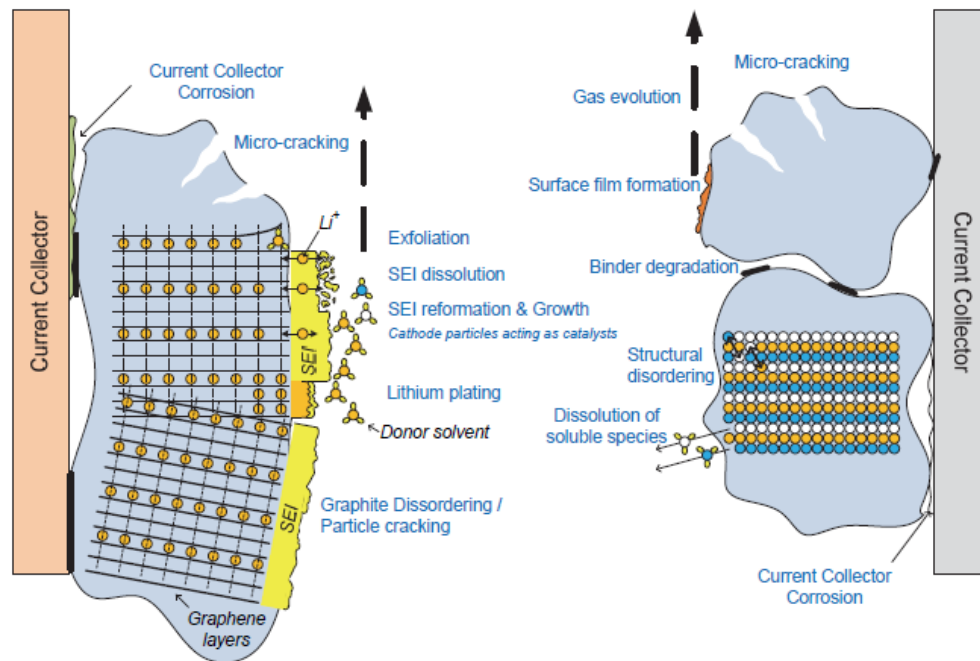 Current Collector
Current Collector
Corrosion
Micro-cracking
Li+
Exfoliation
SEI dissolution
SEI reformation & Growth
Cathode particles acting as catalysts
SEI
Lithium plating
Donor solvent
SEI
Graphite Dissordering /
Particle cracking
Graphene
layers
Micro-cracking
Gas evolution
Surface film formation
Binder degradation
Structural
disordering
Dissolution of
soluble species
Current Collector
Current Collector
Corrosion